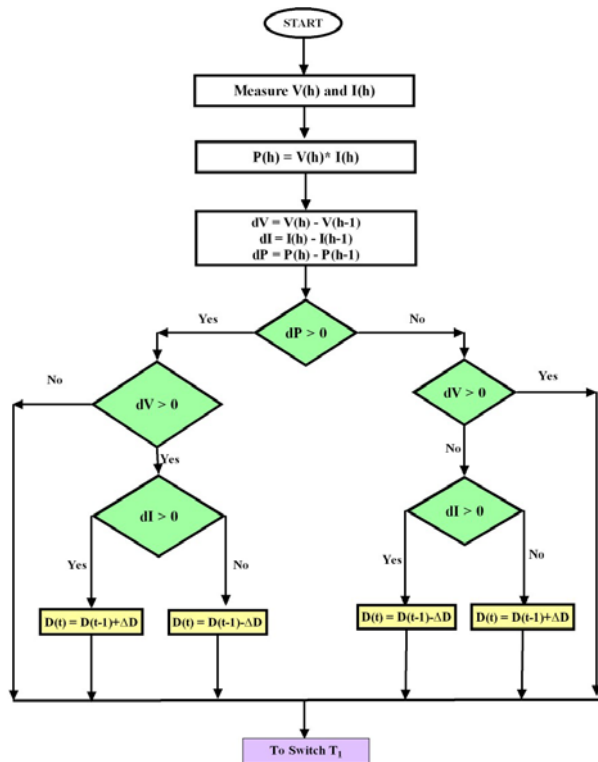 START
Measure V(h) and I(h)
P(h) = V(h)* I(h)
dV = V(h) - V(h-1)
dI = I(h) - I(h-1)
dP = P(h) - P(h-1)
Yes
dP > 0
No
No
dV > 0
Yes
dV > 0
Yes
No
dI > 0
dI > 0
Yes
No
Yes
No
D(t) = D(t-1)+ΔD
D(t) = D(t-1)-ΔD
D(t) = D(t-1)-ΔD
D(t) = D(t-1)+ΔD
To Switch T1